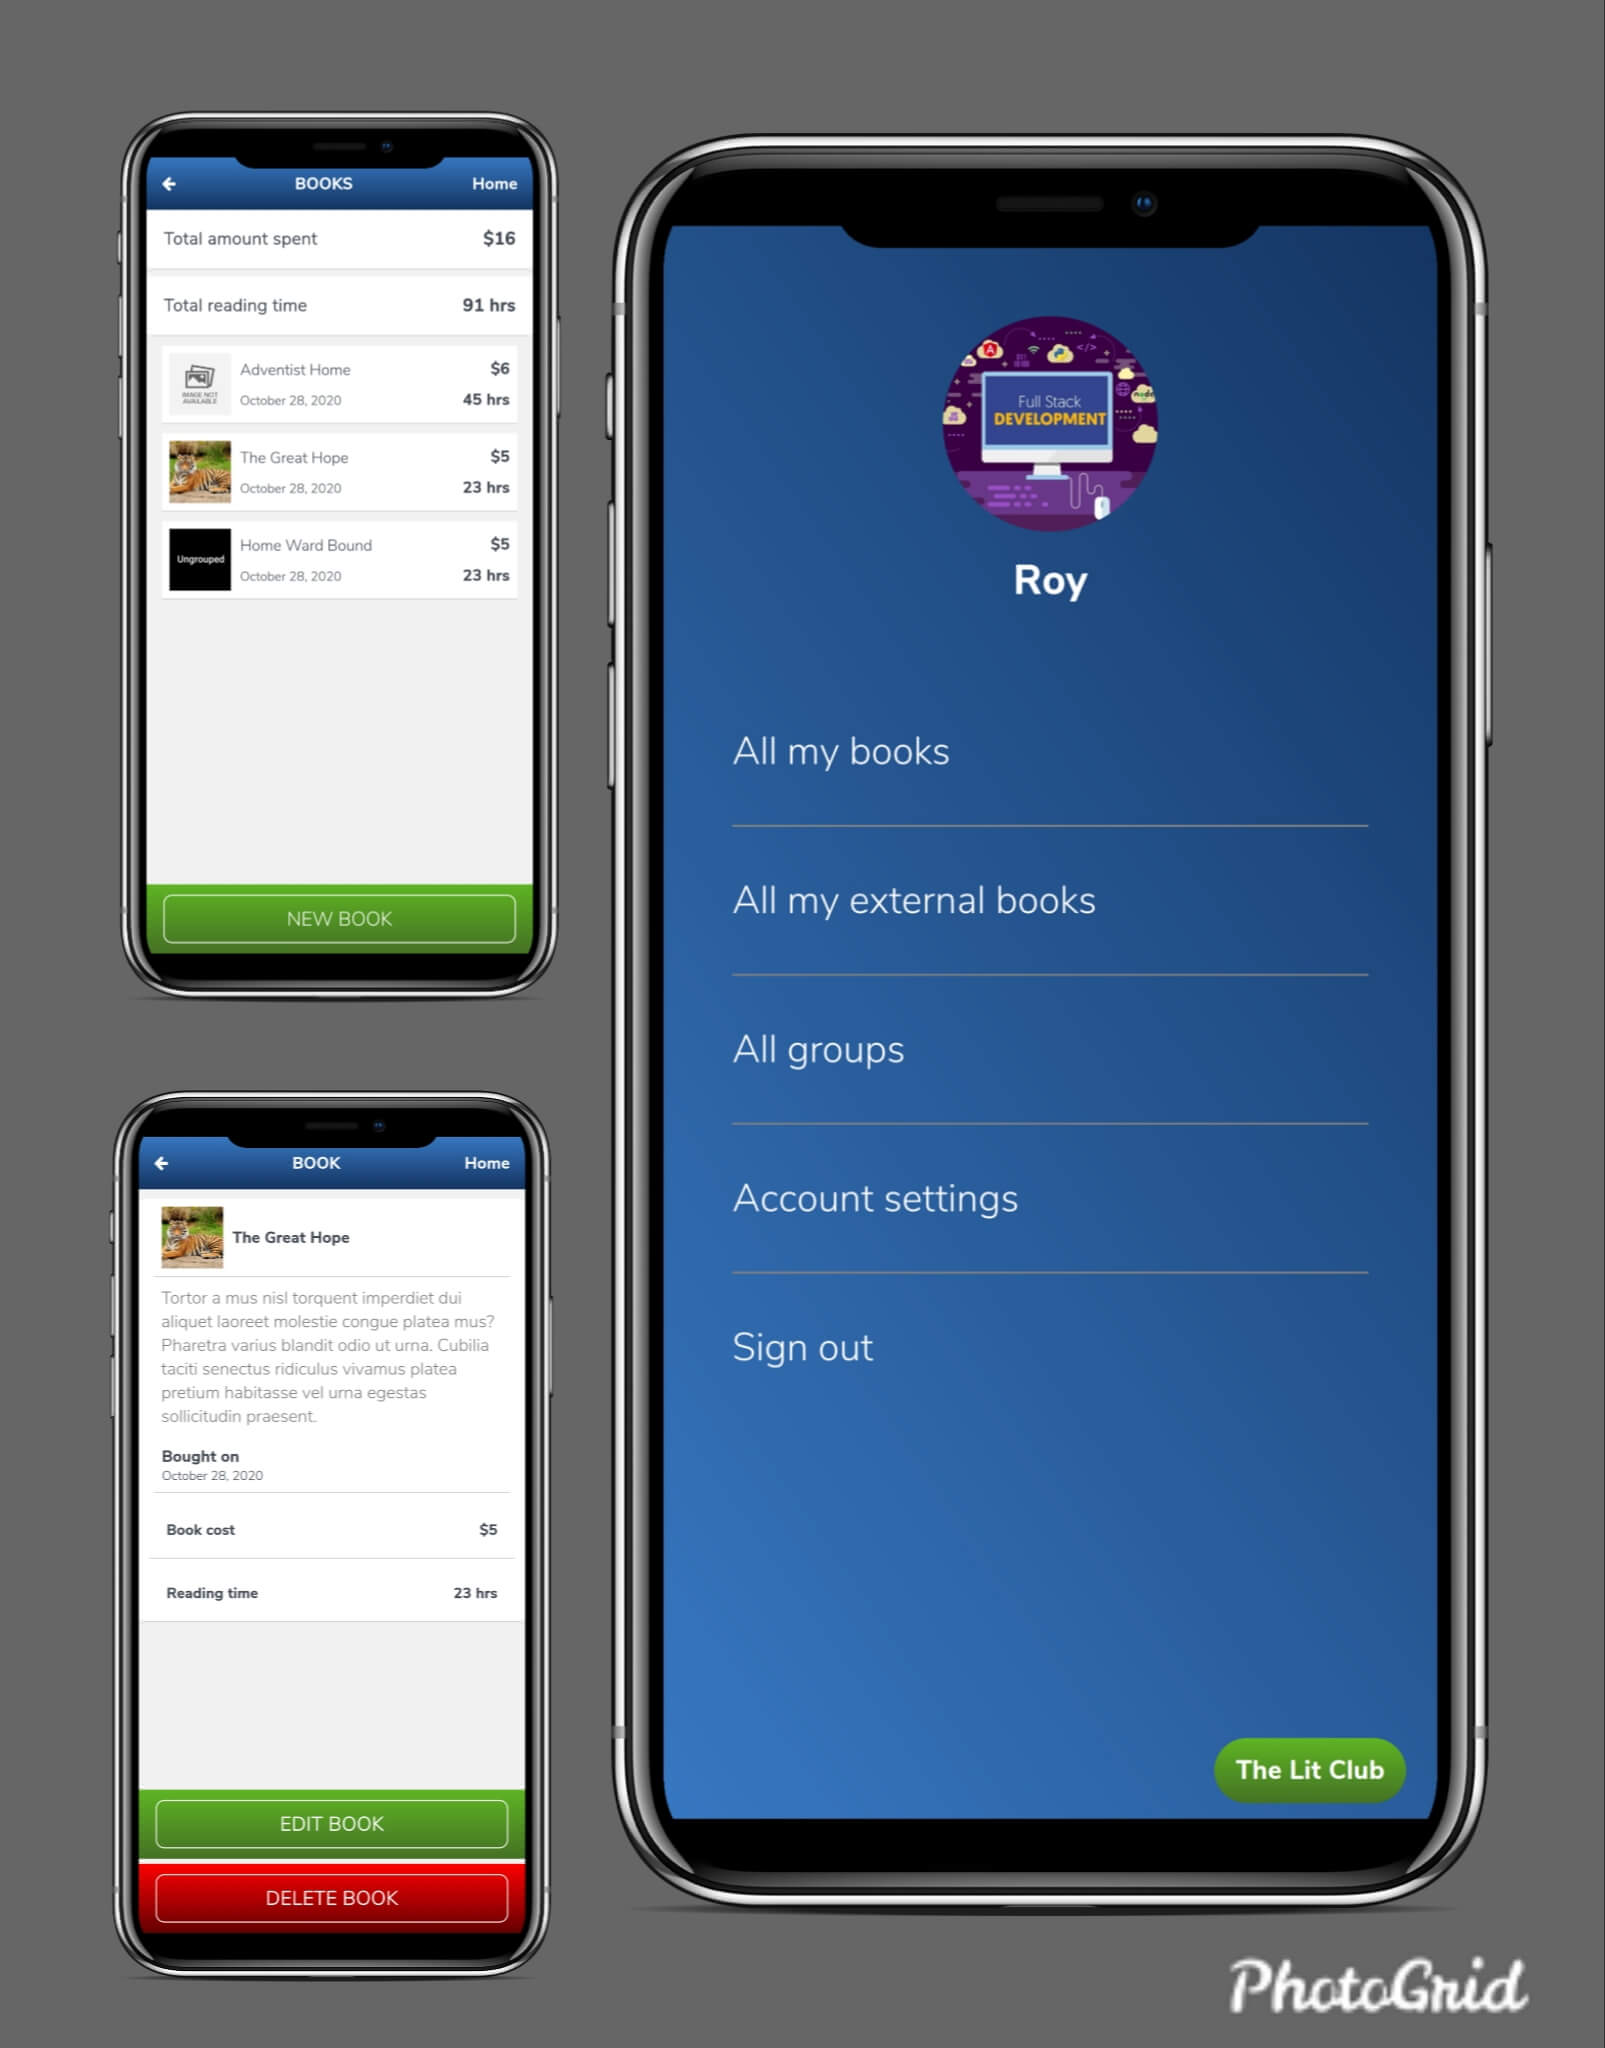 BOOKS Home
Total amount spent $16
Total reading time 91 hrs
IMAGE NOT
AVAILABLE
Adventist Home $6
October 28, 2020 45 hrs
The Great Hope $5
October 28, 2020 23 hrs
Ungrouped
Home Ward Bound $5
October 28, 2020 23 hrs
NEW BOOK
BOOK Home
The Great Hope
Tortor a mus nisl torquent imperdiet dui
aliquet laoreet molestie congue platea mus?
Pharetra varius blandit odio ut urna. Cubilia
taciti senectus ridiculus vivamus platea
pretium habitasse vel urna egestas
sollicitudin praesent.
Bought on
October 28, 2020
Book cost $5
Reading time 23 hrs
EDIT BOOK
DELETE BOOK
</>
Full Stack
DEVELOPMENT
Roy
All my books
All my external books
All groups
Account settings
Sign out
The Lit Club
PhotoGrid